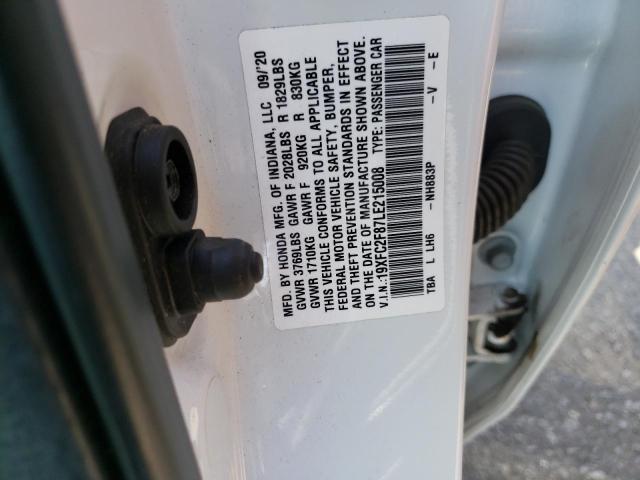 MFD. BY HONDA MFG. OF INDIANA, LLC 09/'20
GVWR 3769LBS GAWR F 2028LBS R 1829LBS
GVWR 1710KG GAWR F 920KG R 830KG
THIS VEHICLE CONFORMS TO ALL APPLICABLE
FEDERAL MOTOR VEHICLE SAFETY, BUMPER,
AND THEFT PREVENTION STANDARDS IN EFFECT
ON THE DATE OF MANUFACTURE SHOWN ABOVE.
V.I.N.:19XFC2F87LE215008 TYPE: PASSENGER CAR
TBA L LH6 -NH883P -V -E